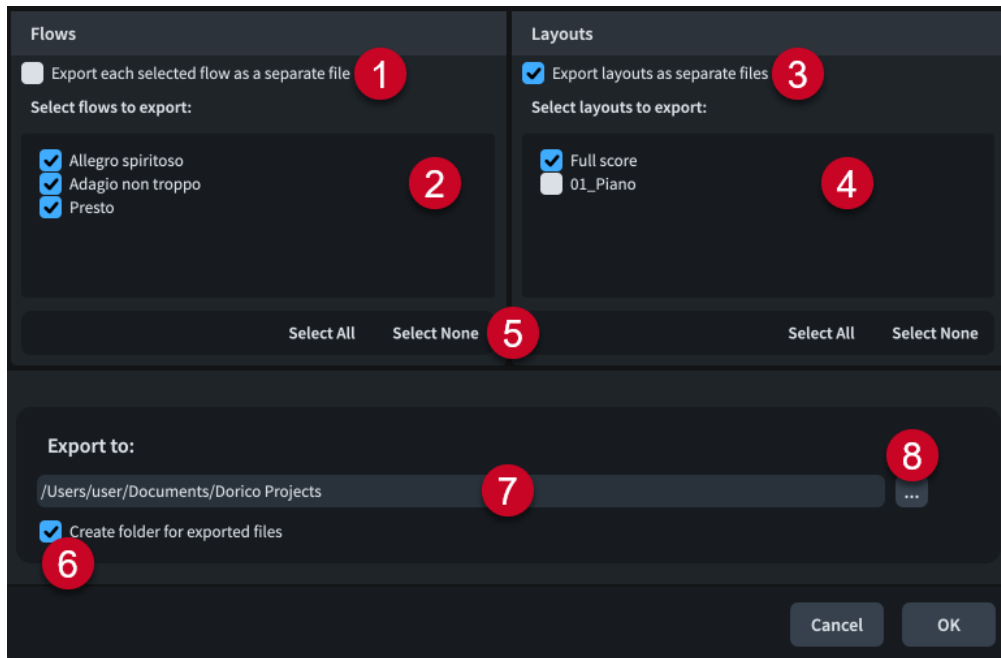 Flows
Export each selected flow as a separate file 1
Select flows to export:
Allegro spiritoso
Adagio non troppo
Presto
2
Select All Select None 5
Layouts
Export layouts as separate files 3
Select layouts to export:
Full score
01_Piano
4
Select All Select None
Export to:
8
/Users/user/Documents/Dorico Projects 7
...
Create folder for exported files
6
Cancel OK